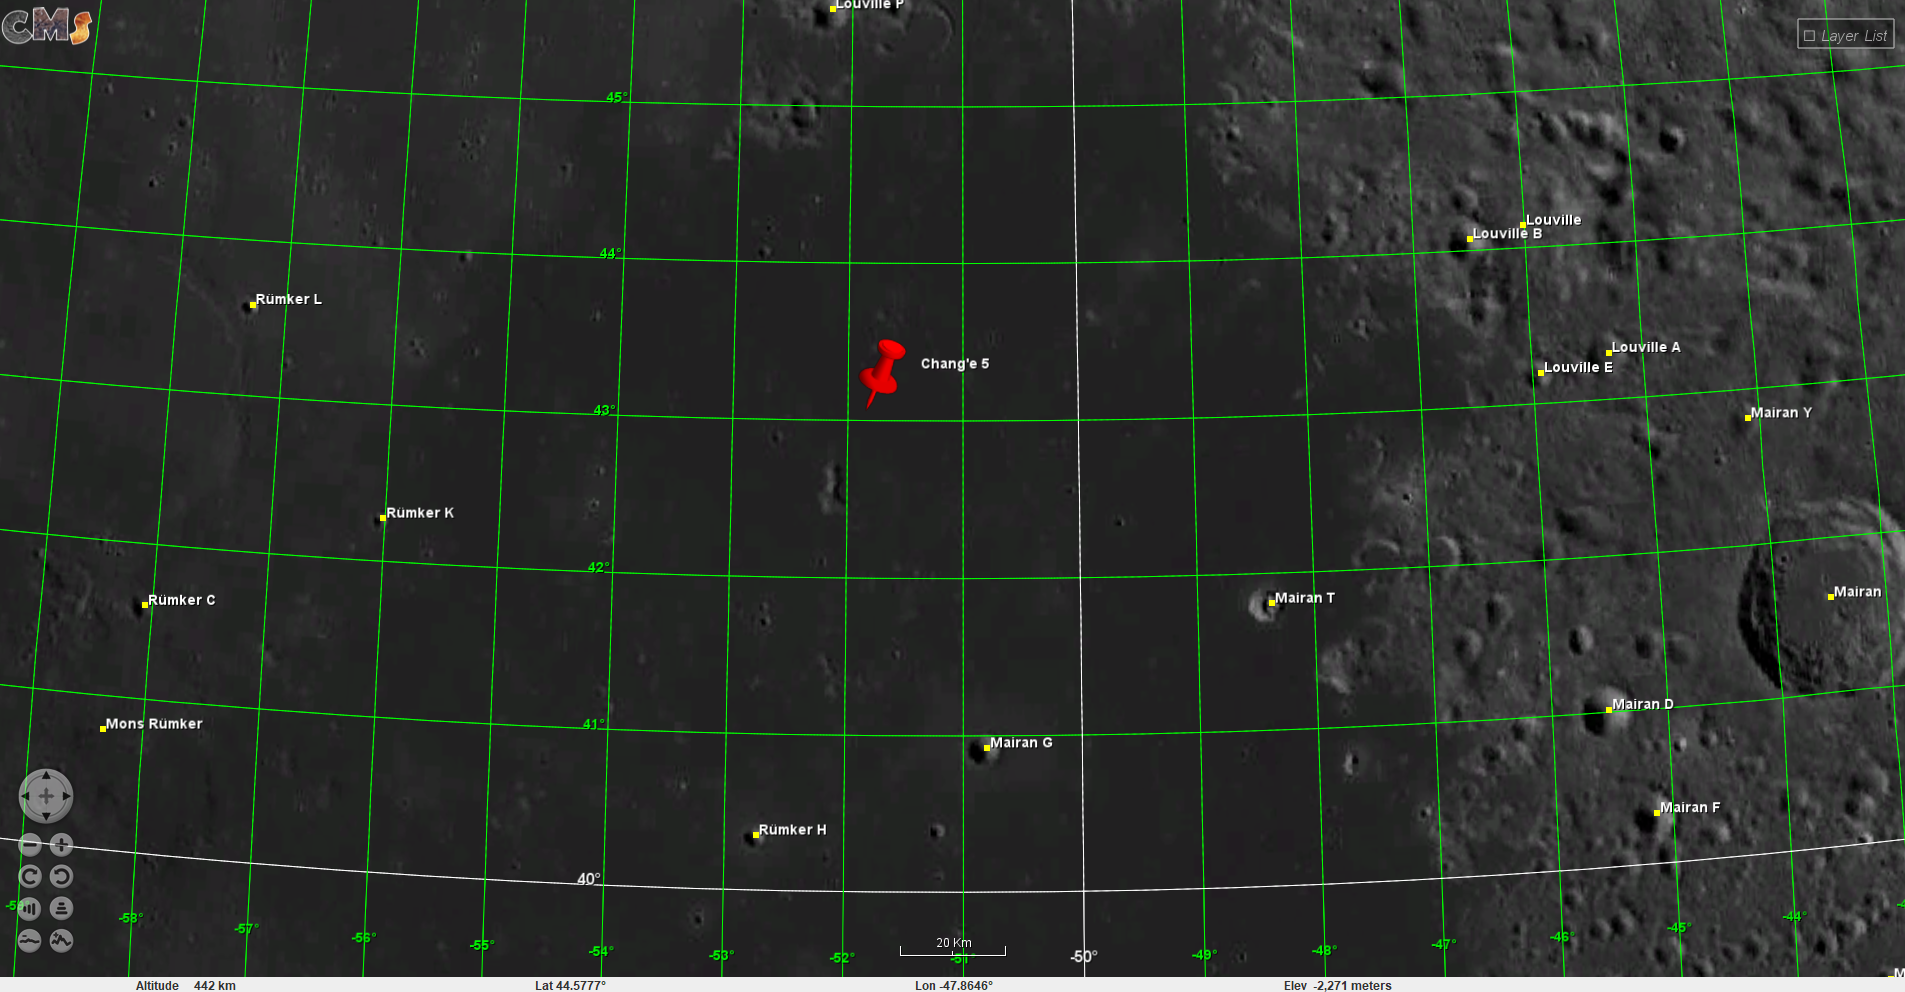 CMS
Louville P
Layer List
45°
Louville
Louville B
44°
Rümker L
Louville A
Chang'e 5
Louville E
43°
Mairan Y
Rümker K
42°
Mairan
Mairan T
Rümker C
Mairan D
Mons Rümker
41°
Mairan G
Mairan F
Rümker H
40°
-58°
-57°
-56°
-55°
-54°
-53°
-52°
20 Km
-51°
-50°
-49°
-48°
-47°
-46°
-45°
-44°
Altitude 442 km Lat 44.5777° Lon -47.8646° Elev -2,271 meters